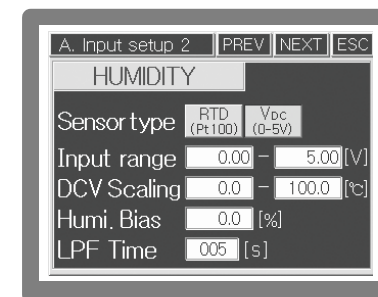 A. Input setup 2 PREV NEXT ESC
HUMIDITY
Sensor type RTD (Pt100) VDC (0-5V)
Input range 0.00 - 5.00 [V]
DCV Scaling 0.0 - 100.0 [℃]
Humi. Bias 0.0 [%]
LPF Time 005 [s]